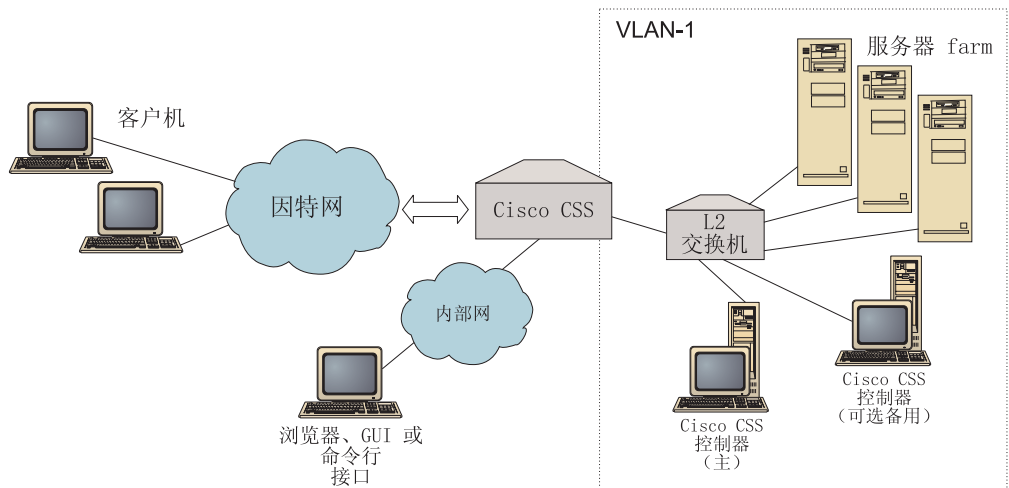 VLAN-1
服务器 farm
客户机
因特网
Cisco CSS
L2
交换机
内部网
浏览器、GUI 或
命令行
接口
Cisco CSS
控制器
（主）
Cisco CSS
控制器
（可选备用）